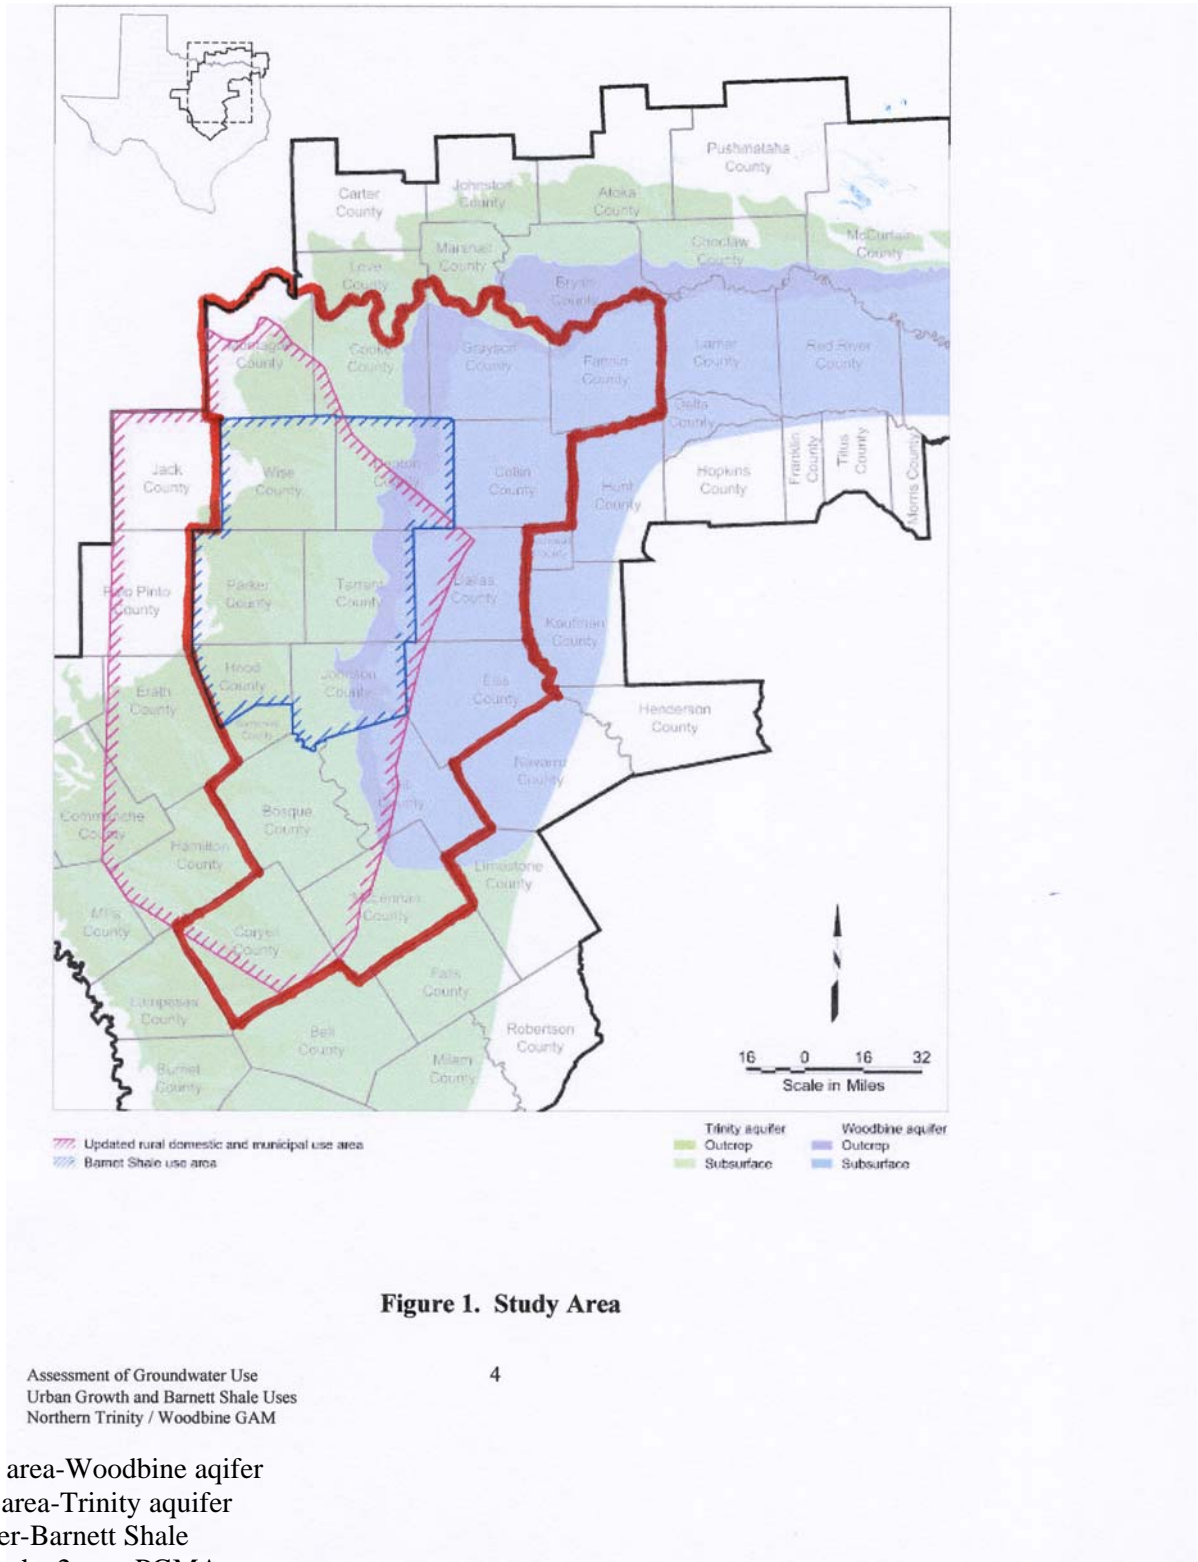 Pushmataha
County
Carter
County
Johnston
County
Atoka
County
McCurtain
County
Choctaw
County
Marshall
County
Love
County
Bryan
County
County
Cooke
County
Grayson
County
Fannin
County
Lamar
County
Red River
County
Delta
County
Jack
County
Wise
County
County
Collin
County
Hunt
County
Hopkins
County
Franklin
County
Titus
County
Morris County
Pinto
County
Parker
County
Tarrant
County
Dallas
County
Kaufman
County
Erath
County
Hood
County
Johnson
County
Ellis
County
Henderson
County
Navarro
County
County
Comanche
County
Bosque
County
Hamilton
County
Limestone
County
McLennan
County
Mills
County
Coryell
County
Falls
County
Lampasas
County
Bell
County
Robertson
County
Milam
County
Burnet
County
16 0 16 32
Scale in Miles
Updated rural domestic and municipal use area
Barnet Shale use area
Trinity aquifer
Outcrop
Subsurface
Woodbine aquifer
Outcrop
Subsurface
Figure 1. Study Area
4
Assessment of Groundwater Use
Urban Growth and Barnett Shale Uses
Northern Trinity / Woodbine GAM
area-Woodbine aqifer
area-Trinity aquifer
er-Barnett Shale